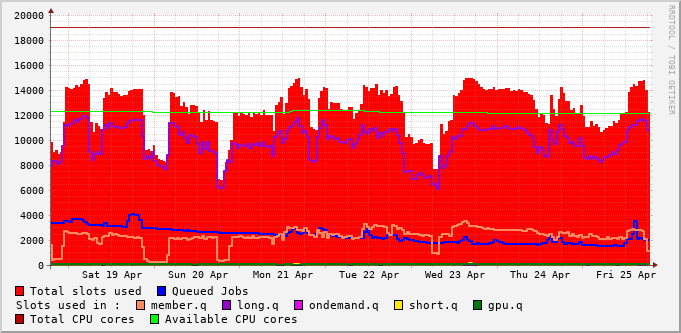 20000
18000
16000
14000
12000
10000
8000
6000
4000
2000
0
Sat 19 Apr Sun 20 Apr Mon 21 Apr Tue 22 Apr Wed 23 Apr Thu 24 Apr Fri 25 Apr
RRDTOOL / TOBI OETIKER
Total slots used Queued Jobs
Slots used in : member.q long.q ondemand.q short.q gpu.q
Total CPU cores Available CPU cores